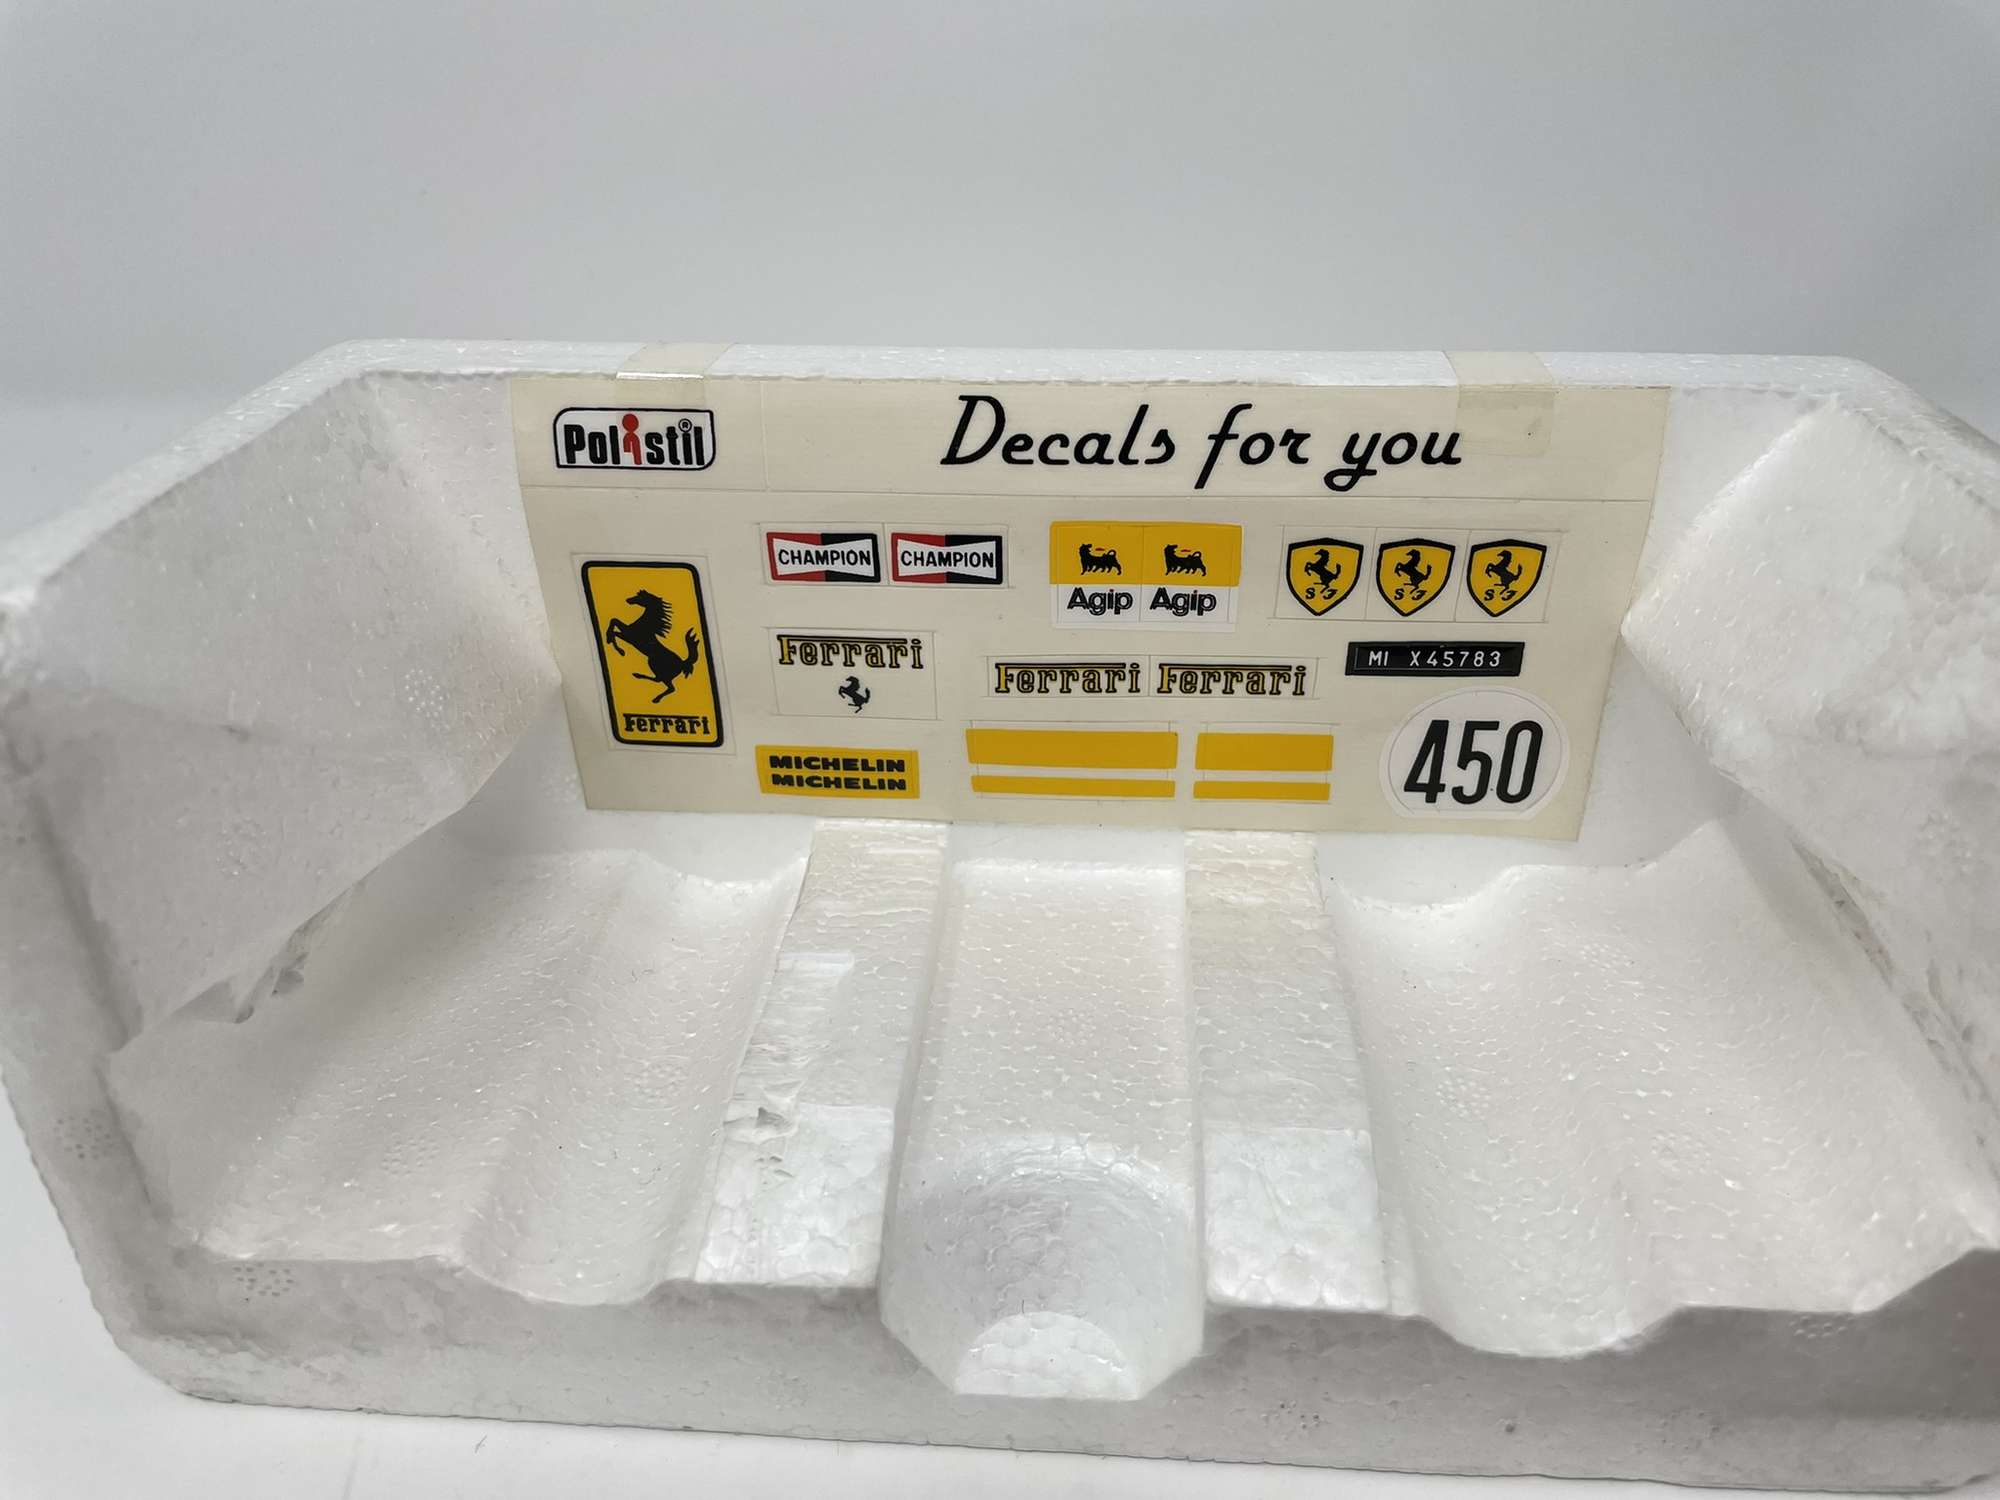 Polistil®
Decals for you
CHAMPION CHAMPION
Agip Agip
S F S F S F
Ferrari
Ferrari
Ferrari Ferrari
MI X45783
MICHELIN
MICHELIN
450